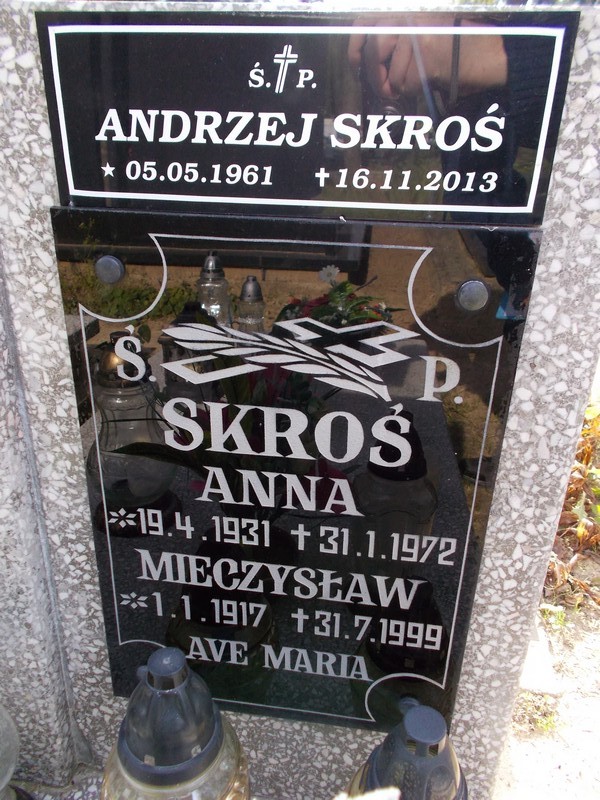 Ś. P.
ANDRZEJ SKROŚ
★ 05.05.1961 ✝16.11.2013
Ś. P.
SKROŚ
ANNA
*19.4.1931 ✝31.1.1972
MIECZYSŁAW
*1.1.1917 ✝31.7.1999
AVE MARIA